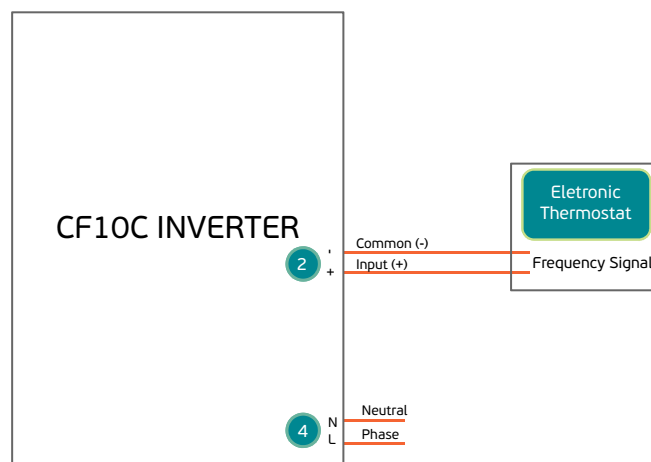 CF10C INVERTER
2
'
+
Common (-)
Input (+)
Eletronic
Thermostat
Frequency Signal
4
N
L
Neutral
Phase